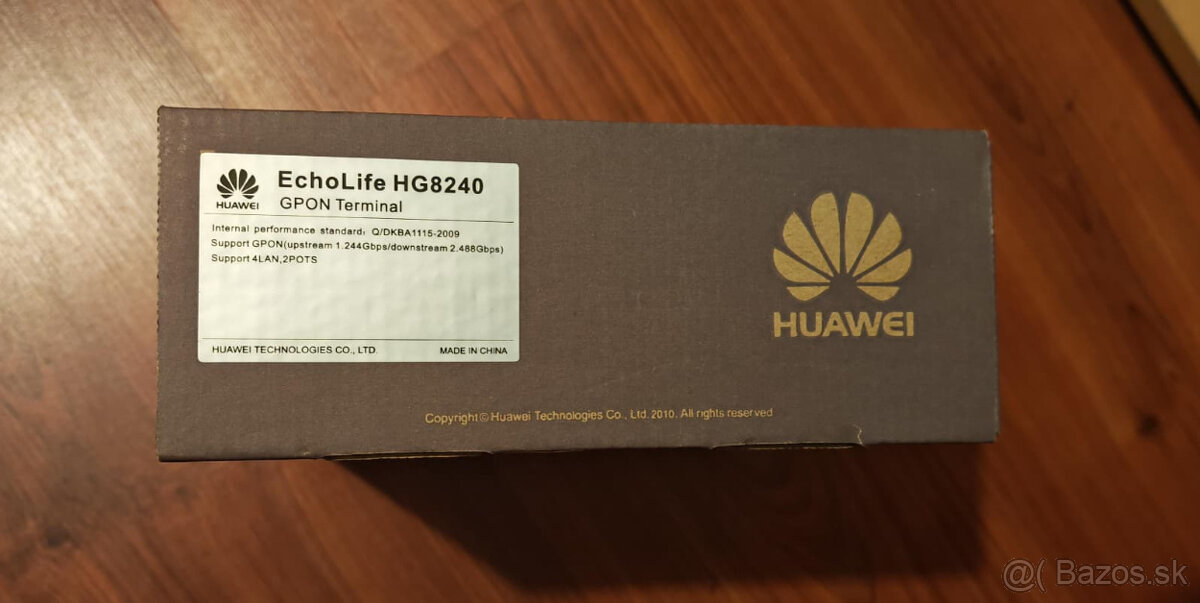 HUAWEI
EchoLife HG8240
GPON Terminal
Internal performance standard: Q/DKBA1115-2009
Support GPON(upstream 1.244Gbps/downstream 2.488Gbps)
Support 4LAN,2POTS
HUAWEI TECHNOLOGIES CO., LTD. MADE IN CHINA
HUAWEI
Copyright © Huawei Technologies Co., Ltd. 2010. All rights reserved
@( Bazos.sk